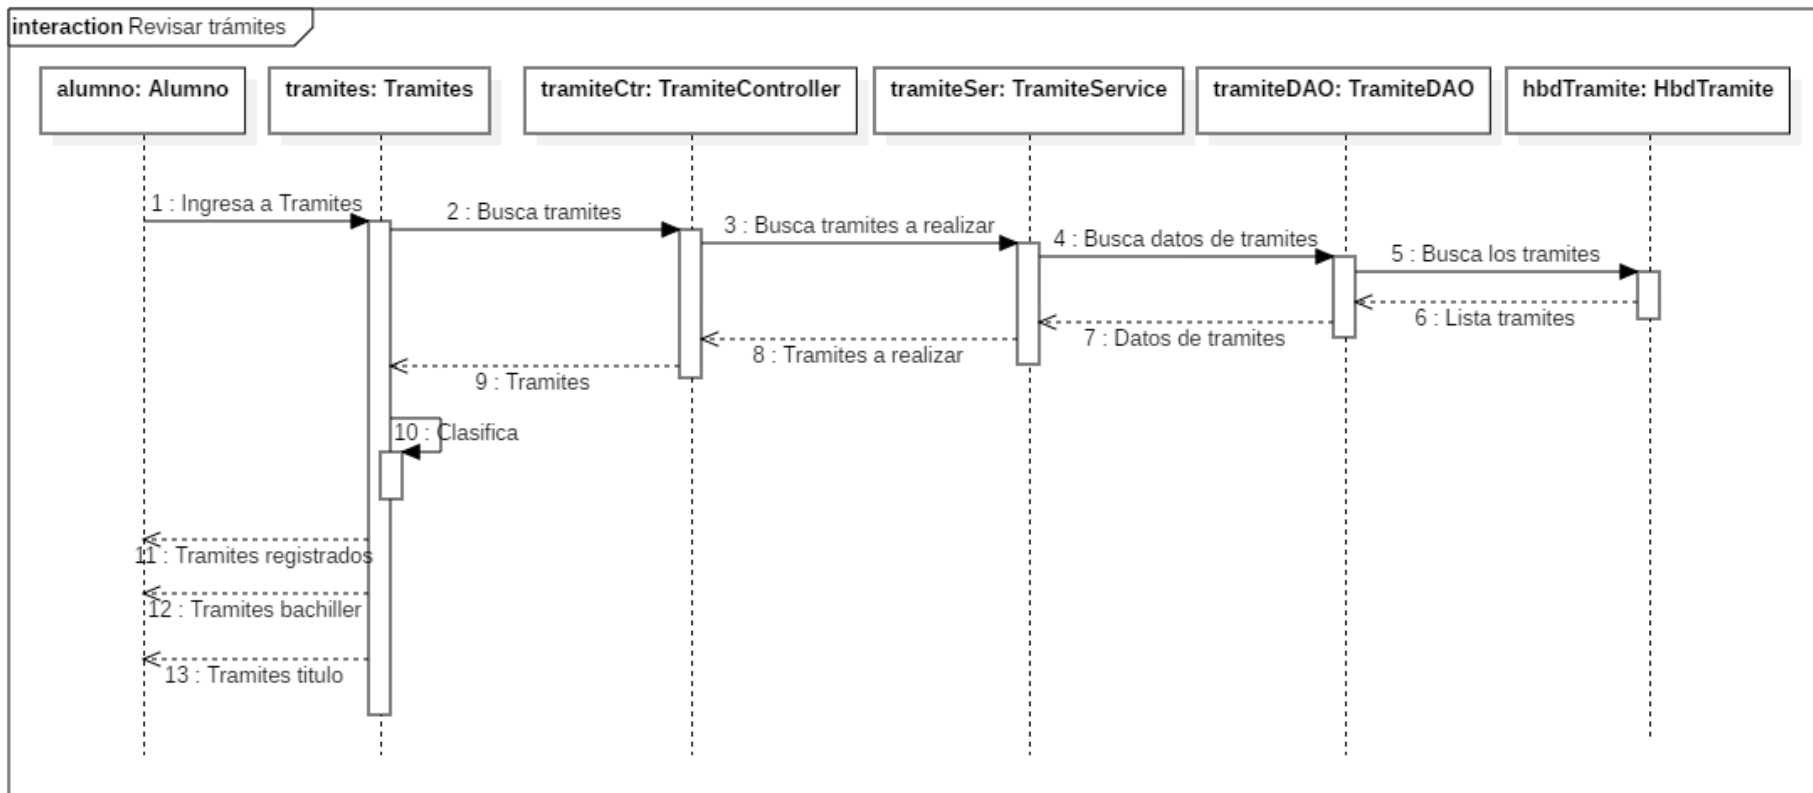 interaction Revisar trámites
alumno: Alumno
tramites: Tramites
tramiteCtr: TramiteController
tramiteSer: TramiteService
tramiteDAO: TramiteDAO
hbdTramite: HbdTramite
1 : Ingresa a Tramites
2 : Busca tramites
3 : Busca tramites a realizar
4 : Busca datos de tramites
5 : Busca los tramites
6 : Lista tramites
7 : Datos de tramites
8 : Tramites a realizar
9 : Tramites
10 : Clasifica
11 : Tramites registrados
12 : Tramites bachiller
13 : Tramites titulo